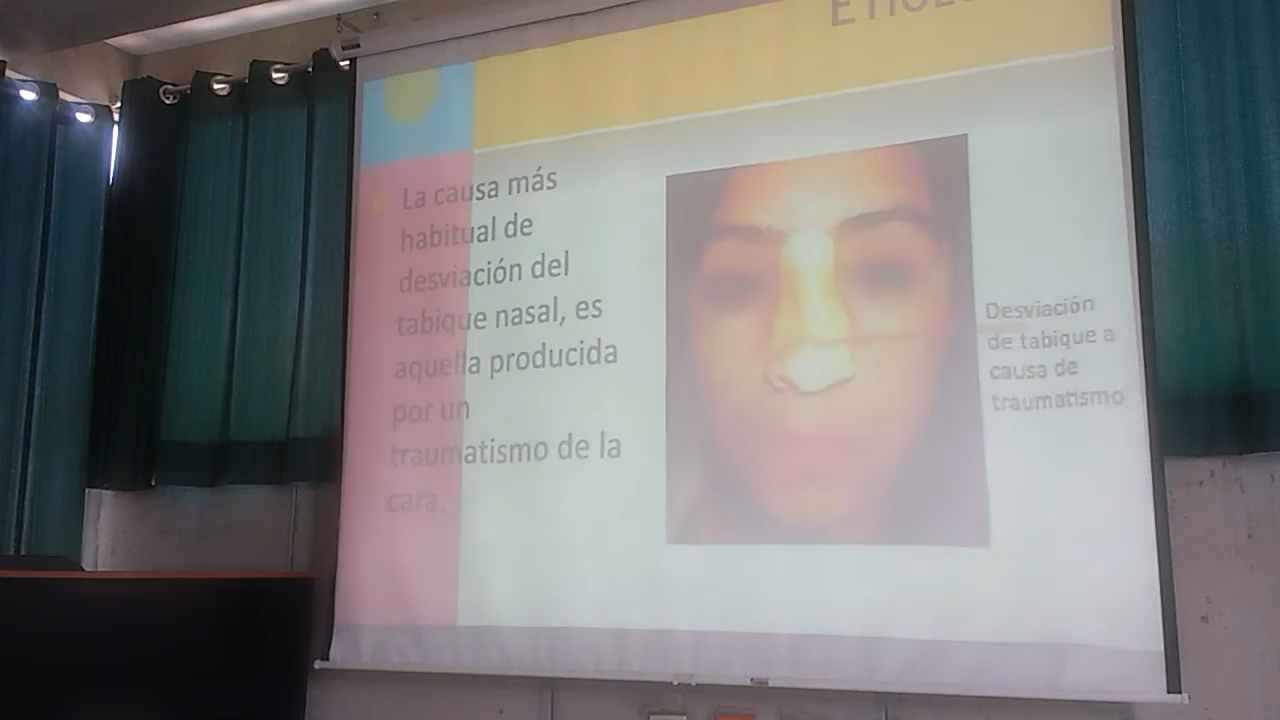 La causa más
habitual de
desviación del
tabique nasal, es
aquella producida
por un
traumatismo de la
cara.
Desviación
de tabique a
causa de
traumatismo